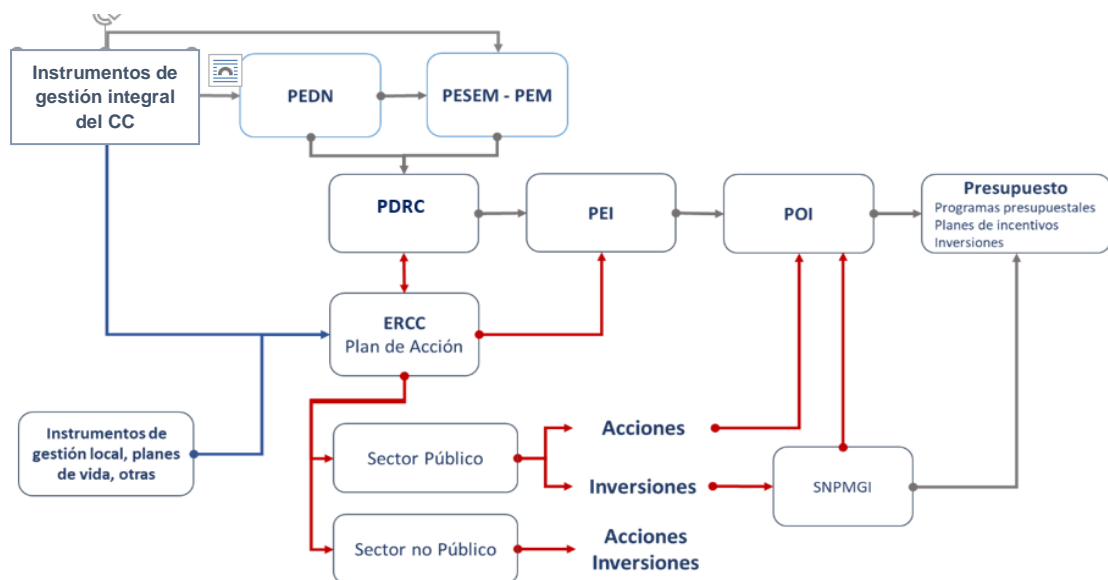 Instrumentos de
gestión integral
del CC
PEDN
PESEM - PEM
PDRC
PEI
POI
Presupuesto
Programas presupuestales
Planes de incentivos
Inversiones
ERCC
Plan de Acción
Instrumentos de
gestión local, planes
de vida, otras
Sector Público
Acciones
Inversiones
SNPMGI
Sector no Público
Acciones
Inversiones